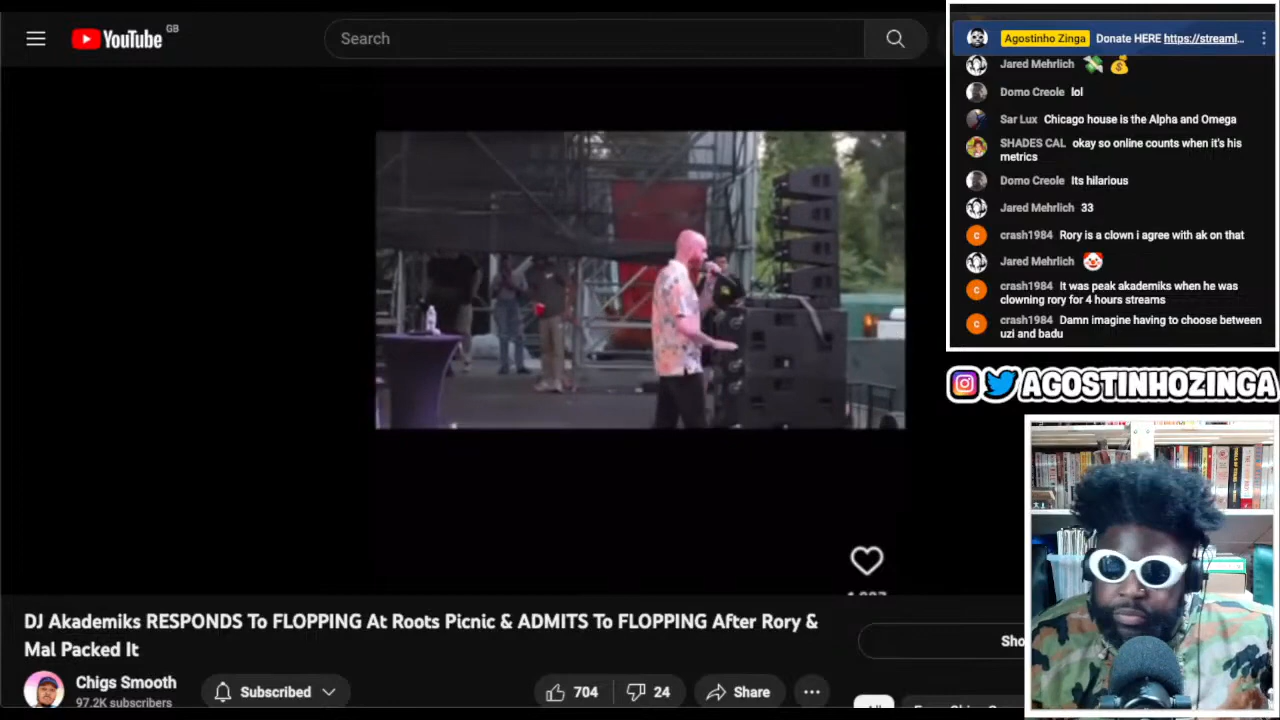 YouTube GB
Search
Agostinho Zinga Donate HERE https://streaml...
Jared Mehrlich
Domo Creole lol
Sar Lux Chicago house is the Alpha and Omega
SHADES CAL okay so online counts when it's his
metrics
Domo Creole Its hilarious
Jared Mehrlich 33
crash1984 Rory is a clown i agree with ak on that
Jared Mehrlich
crash1984 It was peak akademiks when he was
clowning rory for 4 hours streams
crash1984 Damn imagine having to choose between
uzi and badu
AGOSTINHOZINGA
DJ Akademiks RESPONDS To FLOPPING At Roots Picnic & ADMITS To FLOPPING After Rory &
Mal Packed It
Chigs Smooth
97.2K subscribers
Subscribed
704
24
Share
Sho